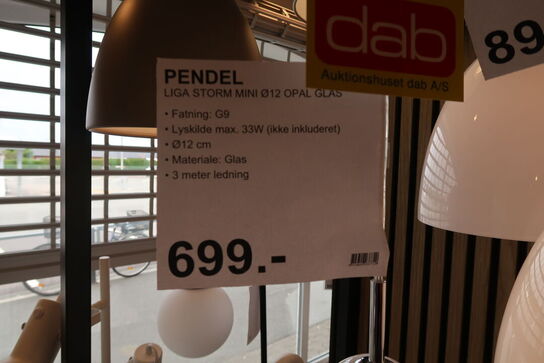 dab
Auktionshuset dab A/S
89
PENDEL
LIGA STORM MINI Ø12 OPAL GLAS
• Fatning: G9
• Lyskilde max. 33W (ikke inkluderet)
• Ø12 cm
• Materiale: Glas
• 3 meter ledning
699.-